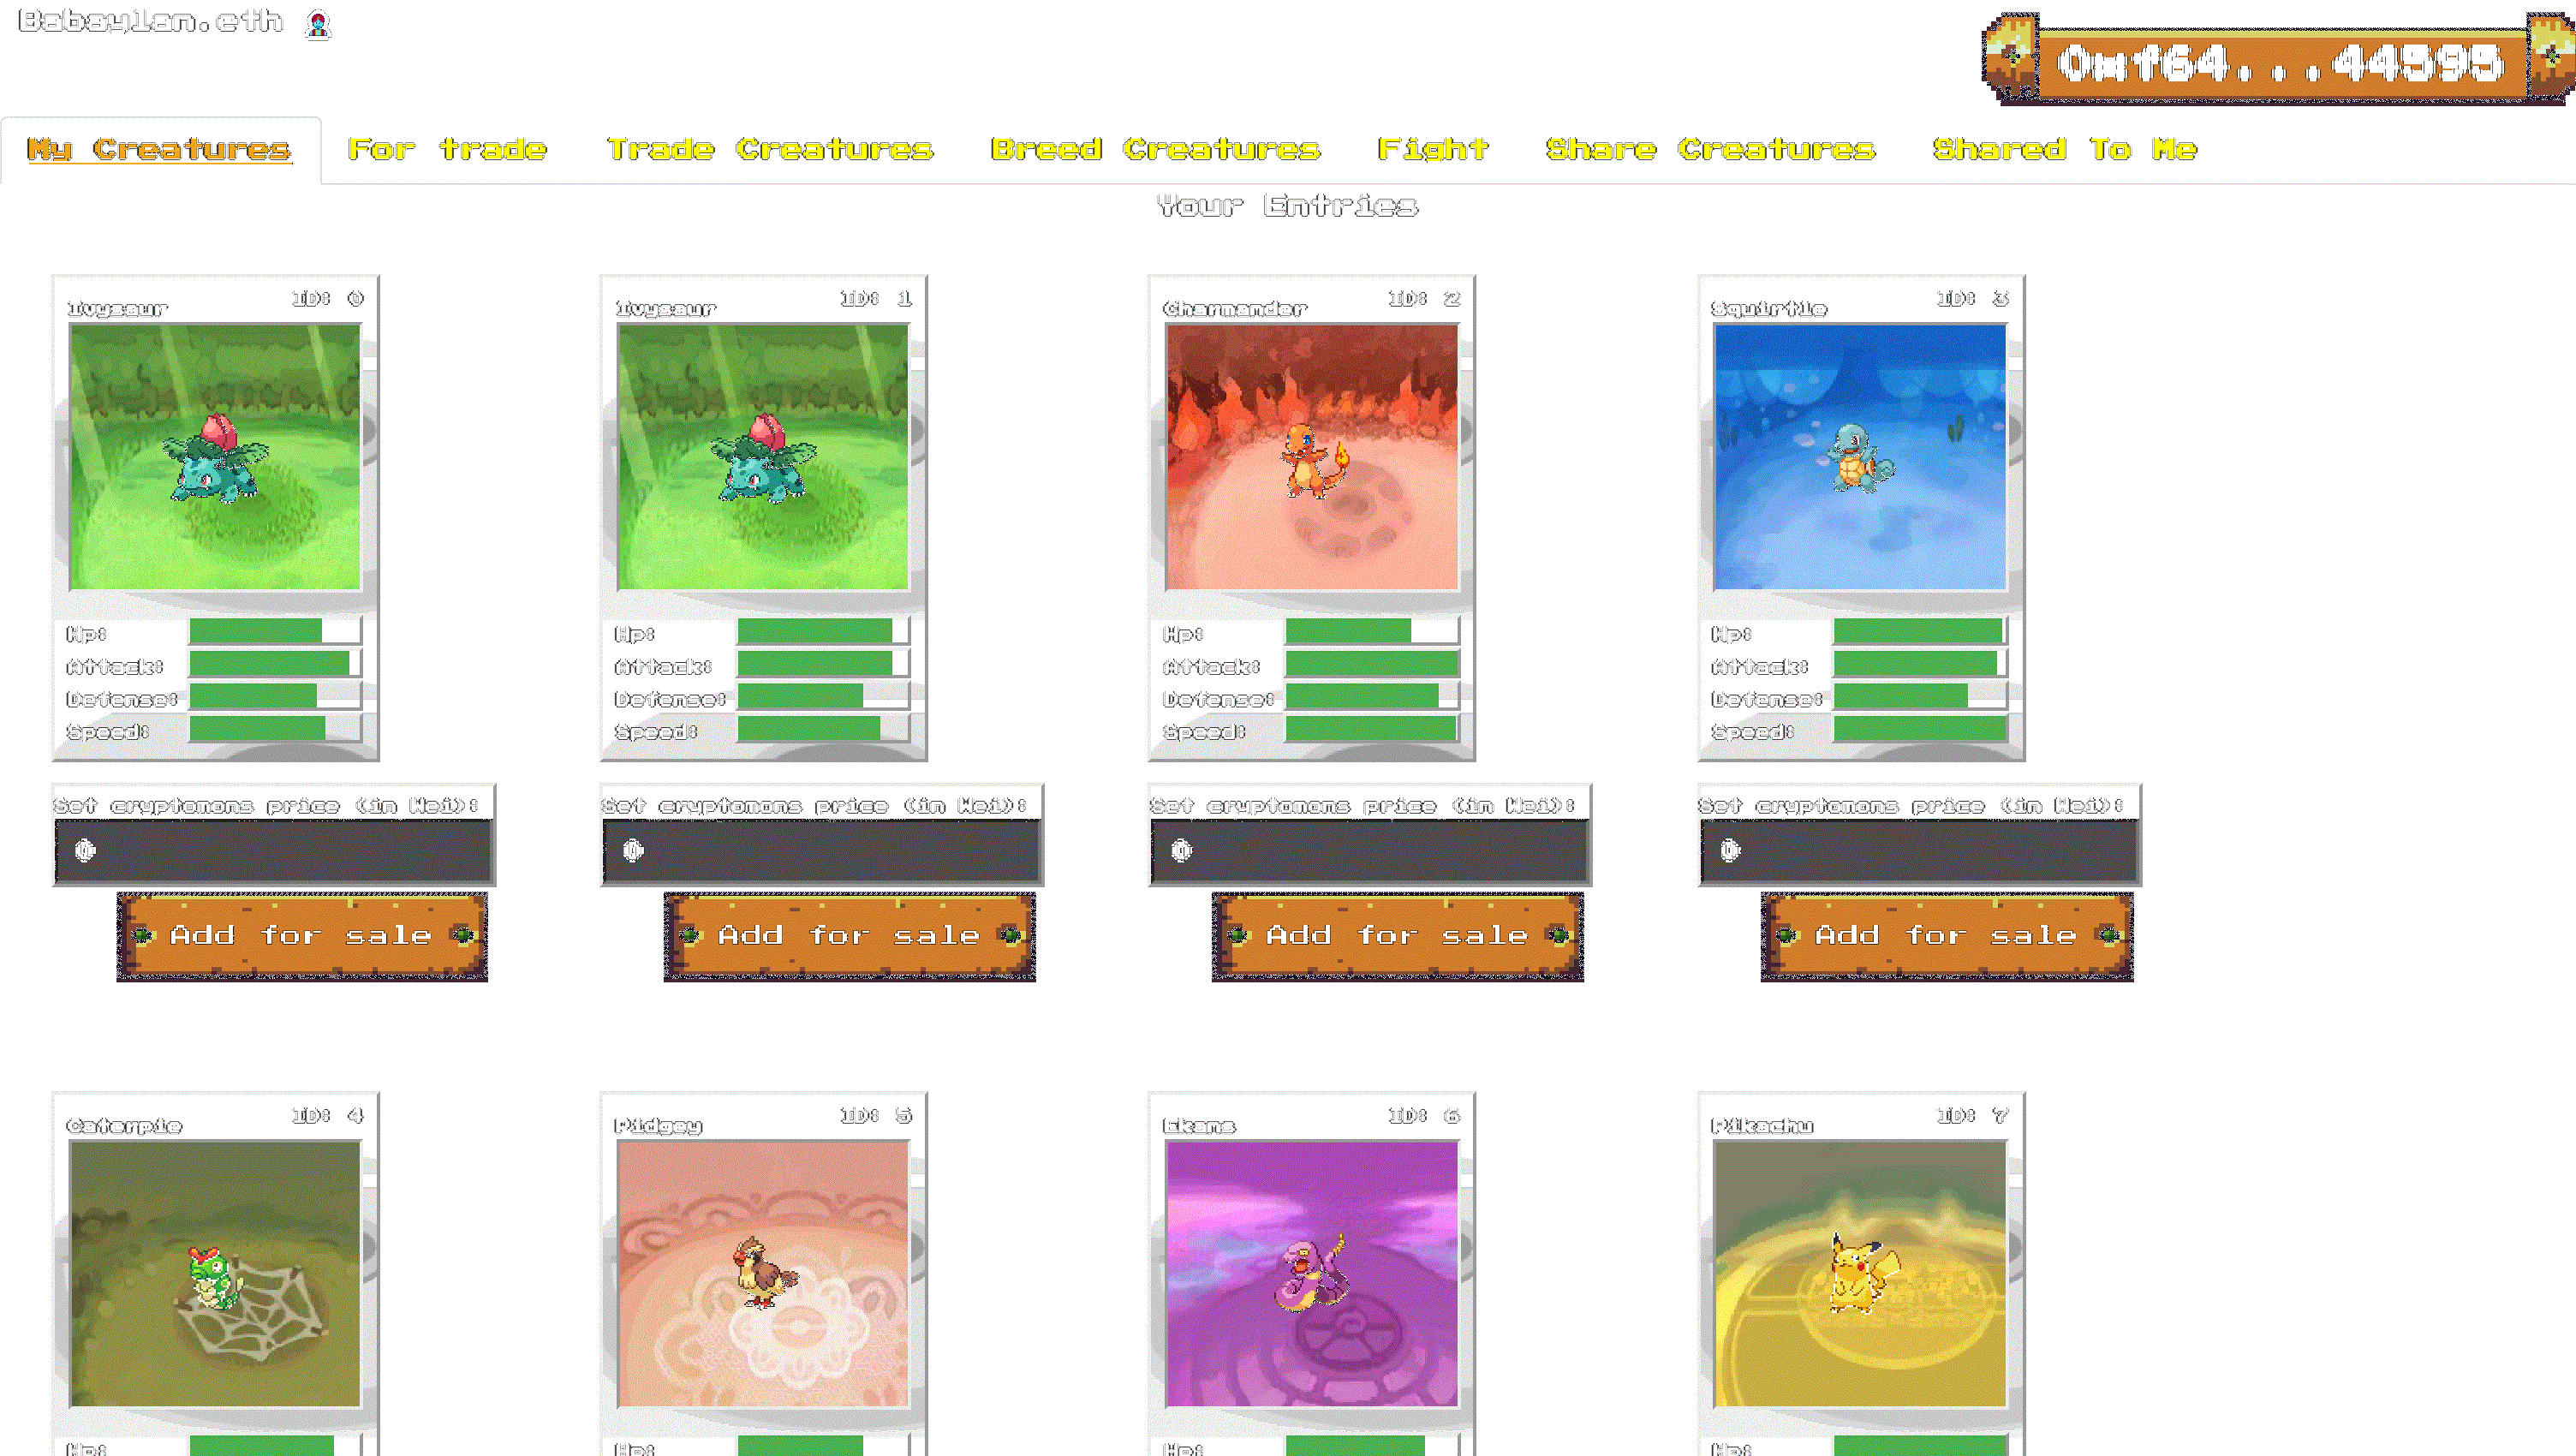 Babaylan.eth
0xf64...44595
My Creatures For trade Trade Creatures Breed Creatures Fight Share Creatures Shared To Me
Your Entries
Ivysaur ID: 0
Hp:
Attack:
Defense:
Speed:
Set cryptomons price (in Wei):
0
Add for sale
Ivysaur ID: 1
Hp:
Attack:
Defense:
Speed:
Set cryptomons price (in Wei):
0
Add for sale
Charmander ID: 2
Hp:
Attack:
Defense:
Speed:
Set cryptomons price (in Wei):
0
Add for sale
Squirtle ID: 3
Hp:
Attack:
Defense:
Speed:
Set cryptomons price (in Wei):
0
Add for sale
Caterpie ID: 4
Hp:
Pidgey ID: 5
Hp:
Ekans ID: 6
Hp:
Pikachu ID: 7
Hp: